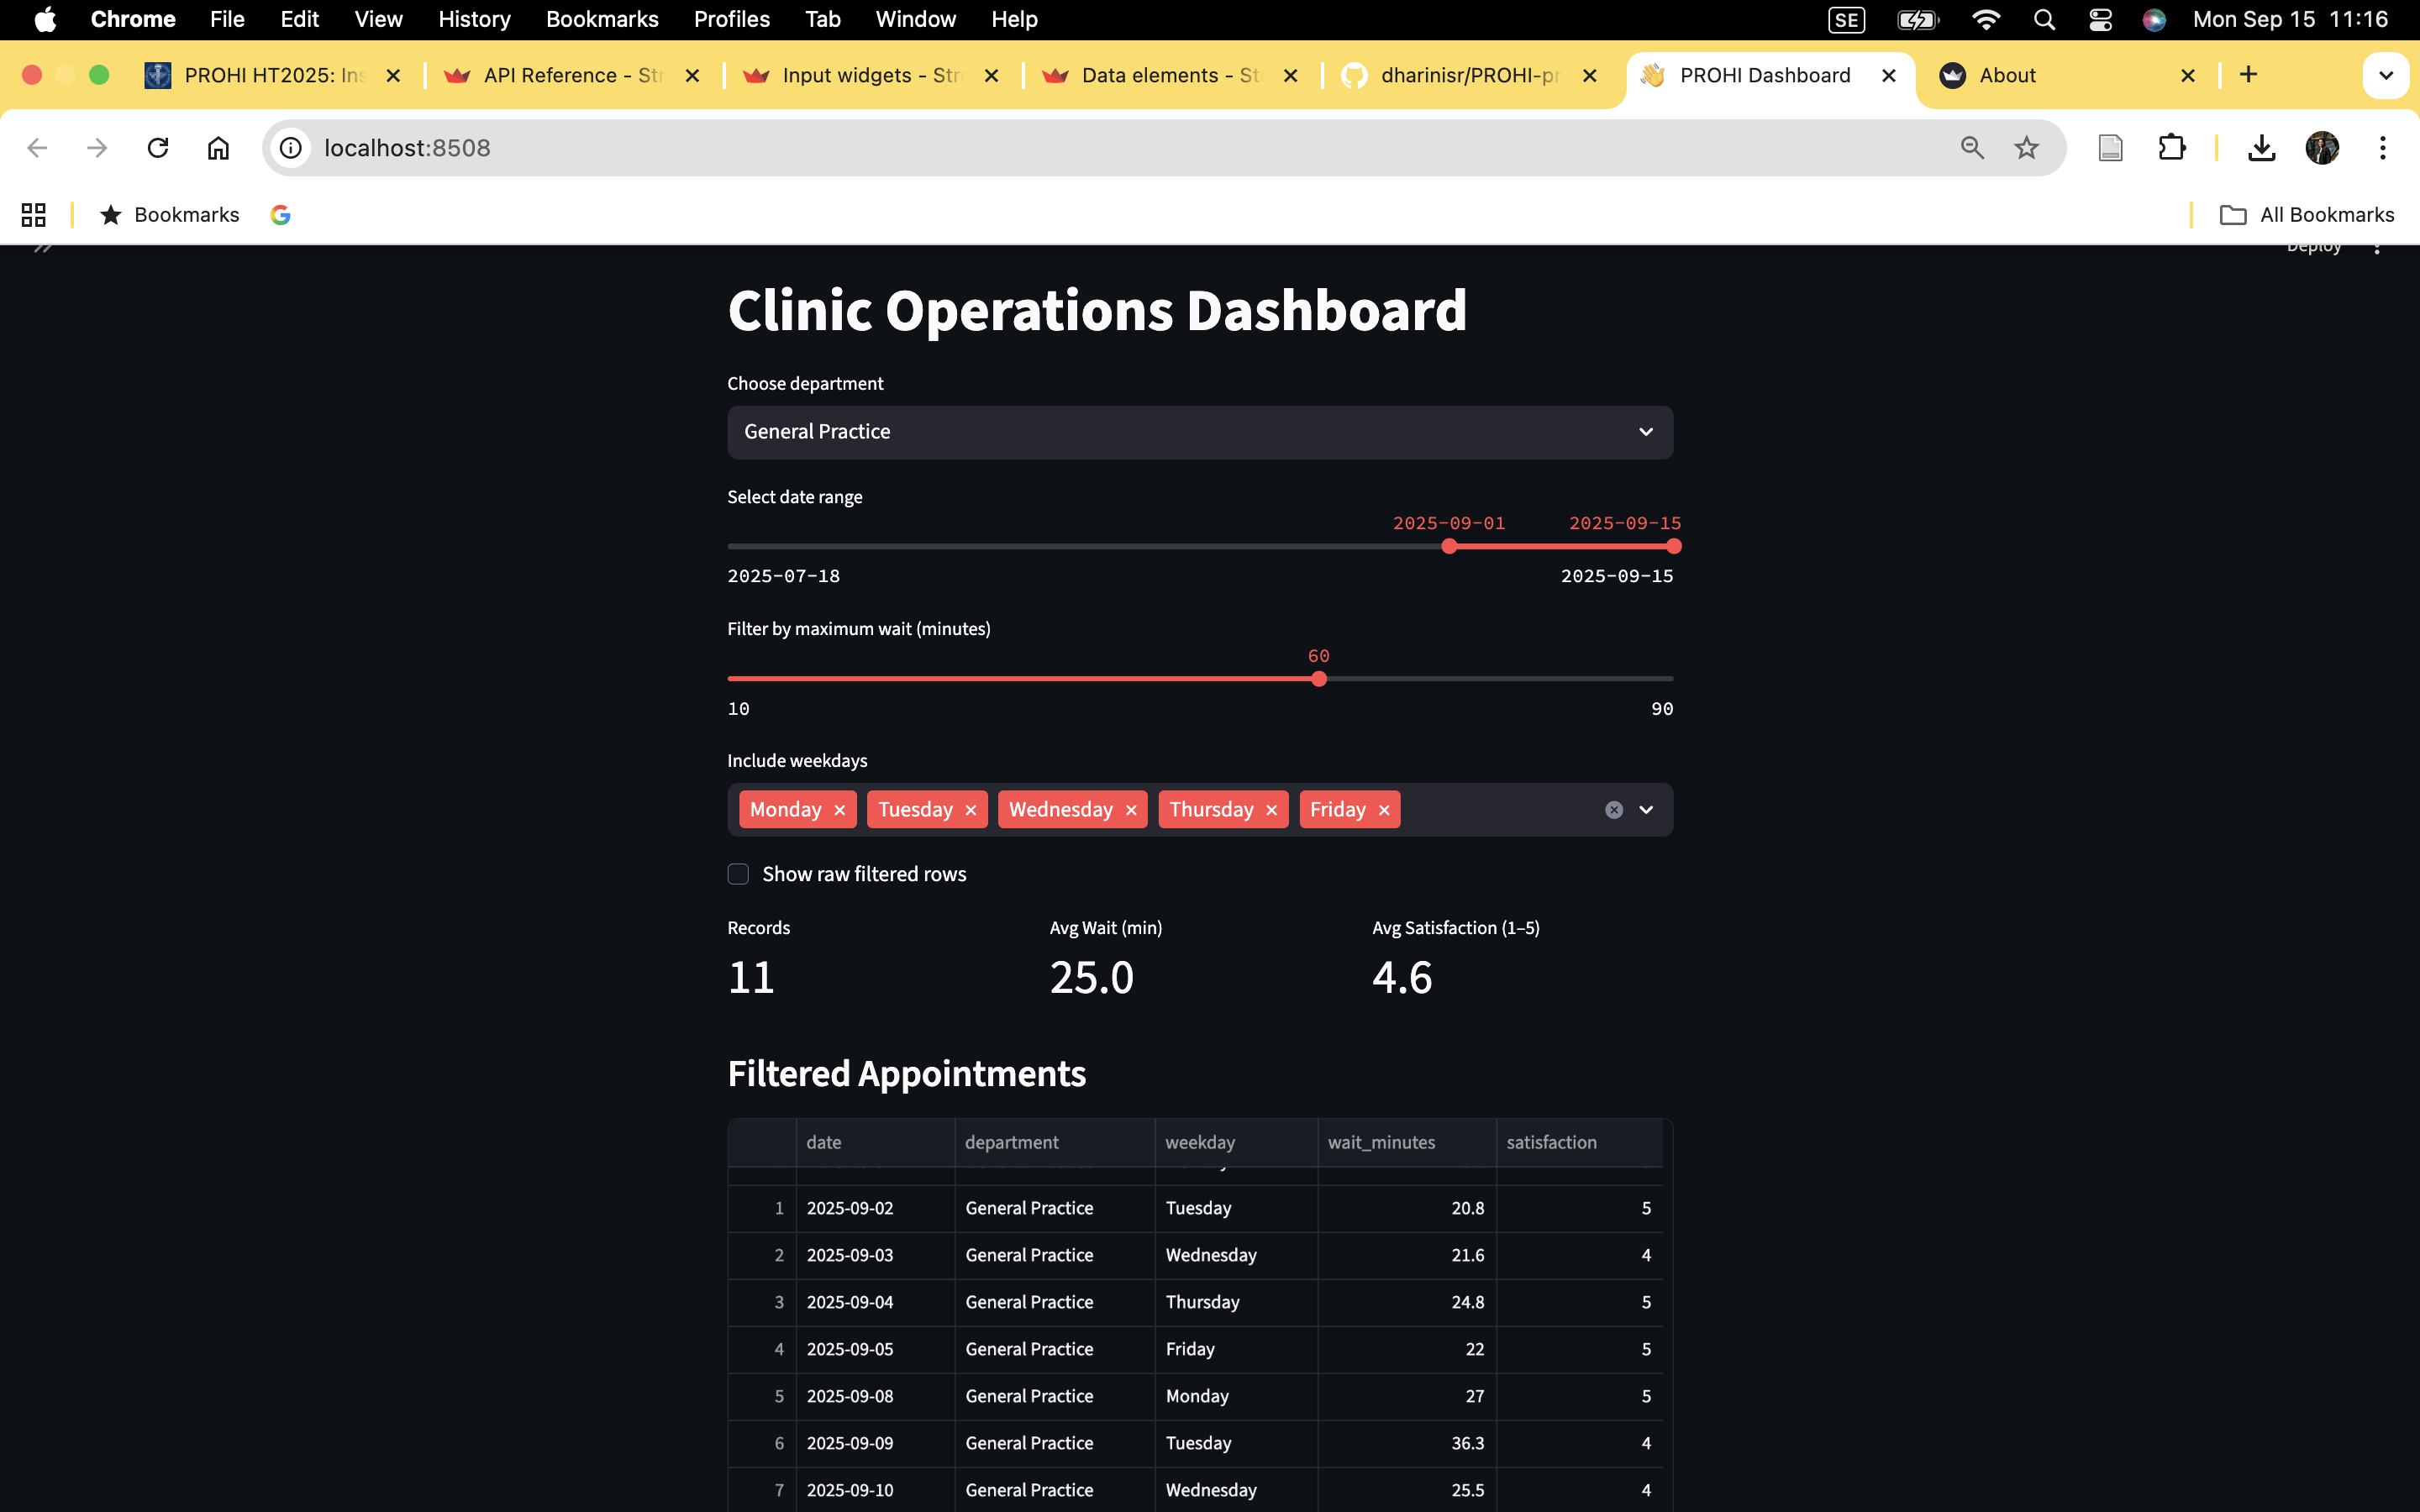 Chrome File Edit View History Bookmarks Profiles Tab Window Help SE Mon Sep 15 11:16
PROHI HT2025: Ins API Reference - Str Input widgets - Stre Data elements - St dharinisr/PROHI-pr PROHI Dashboard About
localhost:8508
Bookmarks All Bookmarks
Deploy
Clinic Operations Dashboard
Choose department
General Practice
Select date range
2025-09-01 2025-09-15
2025-07-18 2025-09-15
Filter by maximum wait (minutes)
60
10 90
Include weekdays
Monday Tuesday Wednesday Thursday Friday
Show raw filtered rows
Records Avg Wait (min) Avg Satisfaction (1–5)
11 25.0 4.6
Filtered Appointments
date department weekday wait_minutes satisfaction
1 2025-09-02 General Practice Tuesday 20.8 5
2 2025-09-03 General Practice Wednesday 21.6 4
3 2025-09-04 General Practice Thursday 24.8 5
4 2025-09-05 General Practice Friday 22 5
5 2025-09-08 General Practice Monday 27 5
6 2025-09-09 General Practice Tuesday 36.3 4
7 2025-09-10 General Practice Wednesday 25.5 4